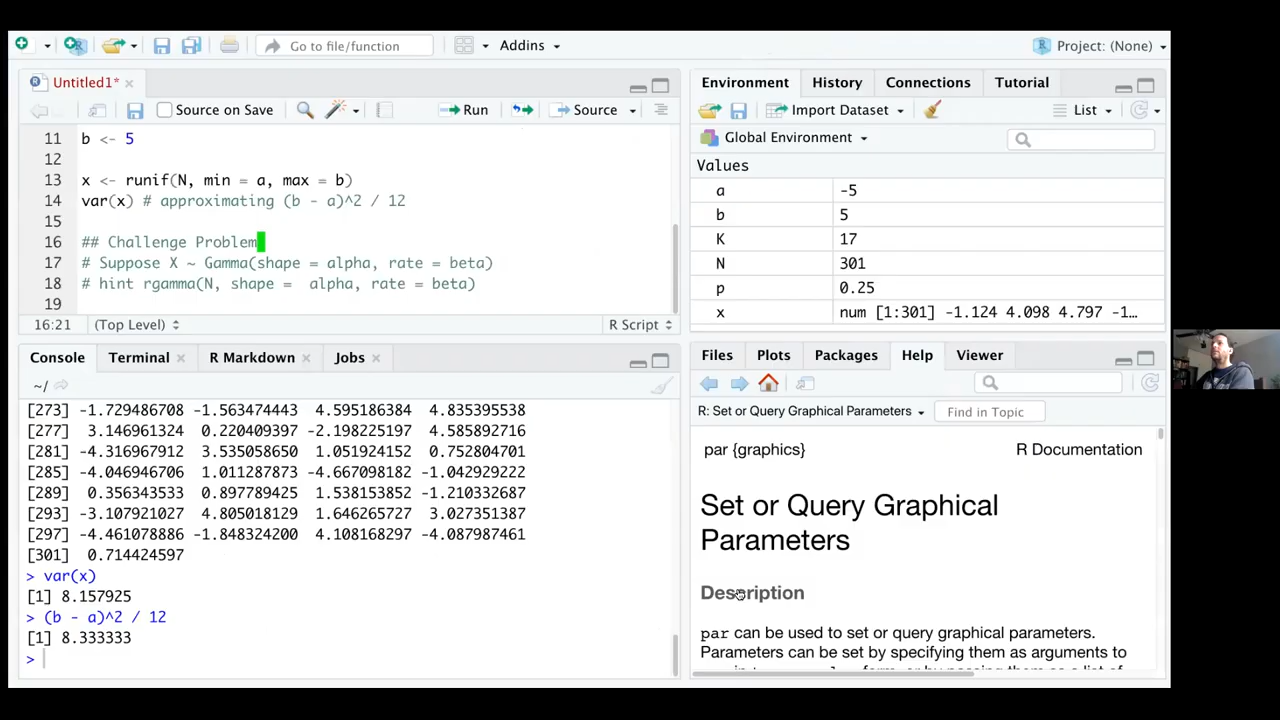 Go to file/function
Addins
Project: (None)
Untitled1*
Source on Save
Run
Source
11 b <- 5
12
13 x <- runif(N, min = a, max = b)
14 var(x) # approximating (b - a)^2 / 12
15
16 ## Challenge Problem
17 # Suppose X ~ Gamma(shape = alpha, rate = beta)
18 # hint rgamma(N, shape =  alpha, rate = beta)
19
16:21 (Top Level) R Script
Console Terminal R Markdown Jobs
~/
[273] -1.729486708 -1.563474443 4.595186384 4.835395538
[277] 3.146961324 0.220409397 -2.198225197 4.585892716
[281] -4.316967912 3.535058650 1.051924152 0.752804701
[285] -4.046946706 1.011287873 -4.667098182 -1.042929222
[289] 0.356343533 0.897789425 1.538153852 -1.210332687
[293] -3.107921027 4.805018129 1.646265727 3.027351387
[297] -4.461078886 -1.848324200 4.108168297 -4.087987461
[301] 0.714424597
> var(x)
[1] 8.157925
> (b - a)^2 / 12
[1] 8.333333
>
Environment History Connections Tutorial
Import Dataset List
Global Environment
Values
a -5
b 5
K 17
N 301
p 0.25
x num [1:301] -1.124 4.098 4.797 -1…
Files Plots Packages Help Viewer
R: Set or Query Graphical Parameters Find in Topic
par {graphics} R Documentation
Set or Query Graphical
Parameters
Description
par can be used to set or query graphical parameters.
Parameters can be set by specifying them as arguments to